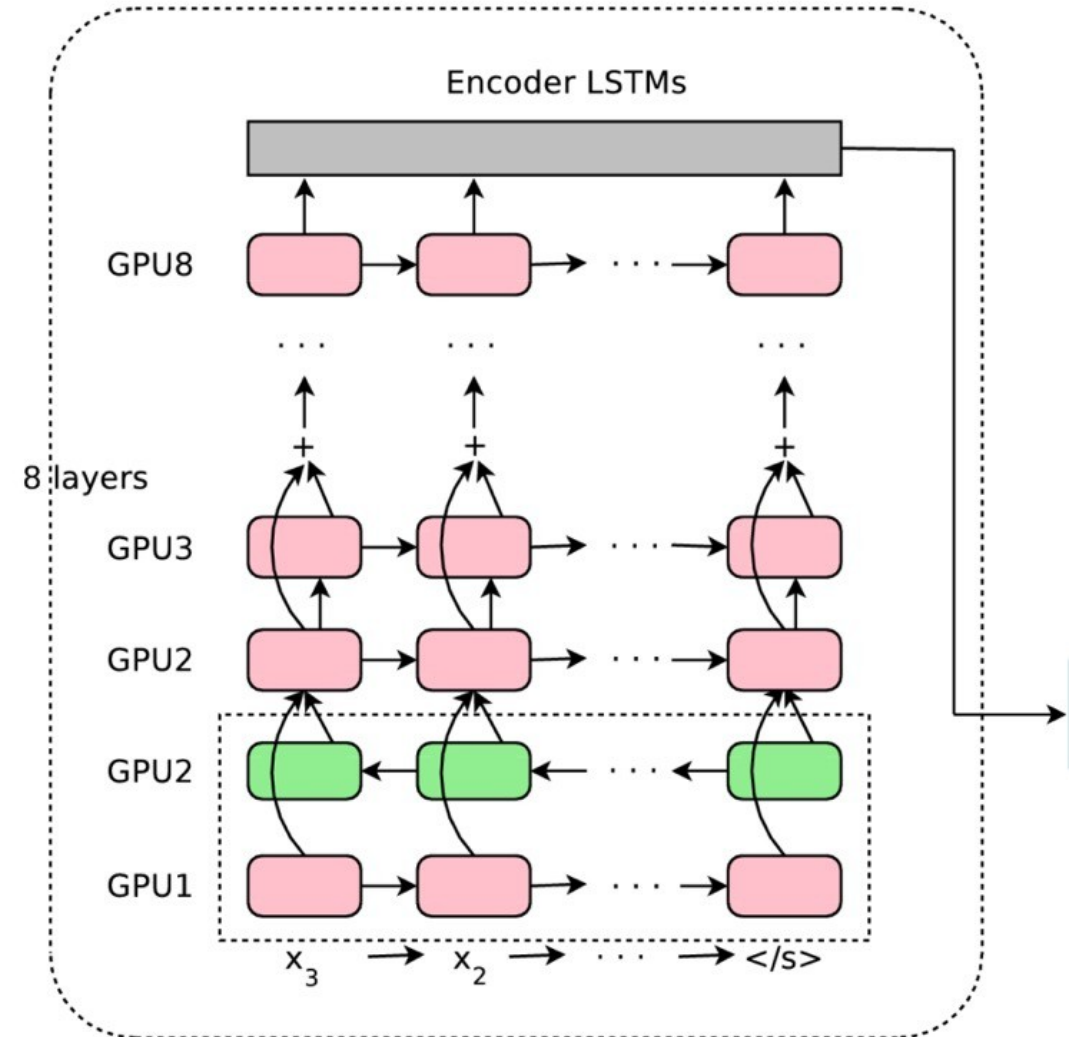 Encoder LSTMs
GPU8 · · ·
· · · · · · · · ·
+ + +
8 layers
GPU3 · · ·
GPU2 · · ·
GPU2 · · ·
GPU1 · · ·
x3 x2 · · · </s>